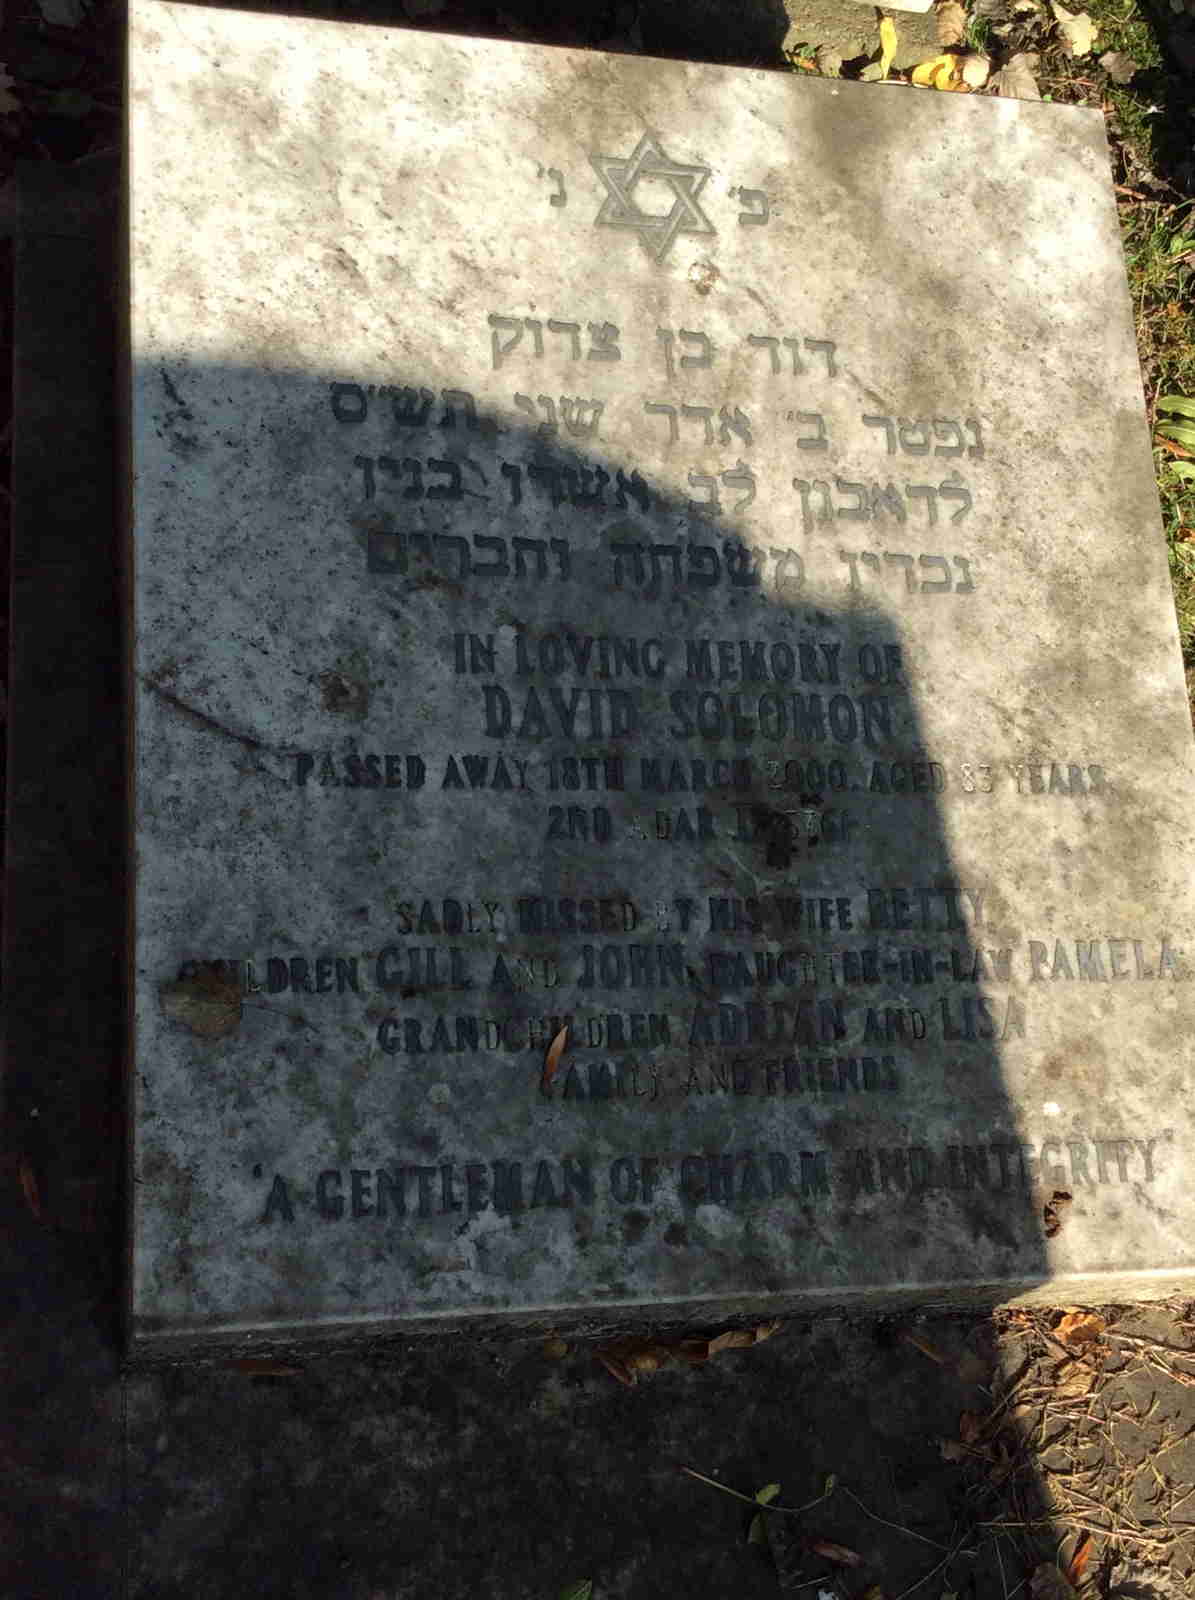 פ׳ נ׳
דוד בן צדוק
נפטר ב׳ אדר שני תש״ס
לדאבון לב אשתו בניו
נכדיו משפחה וחברים
IN LOVING MEMORY OF
DAVID SOLOMON
PASSED AWAY 18TH MARCH 2000. AGED 83 YEARS
2ND ADAR
SADLY MISSED BY HIS WIFE BETTY
CHILDREN GILL AND JOHN, DAUGHTER-IN-LAW PAMELA
GRANDCHILDREN ADRIAN AND LISA
FAMILY AND FRIENDS
'A GENTLEMAN OF CHARM AND INTEGRITY'